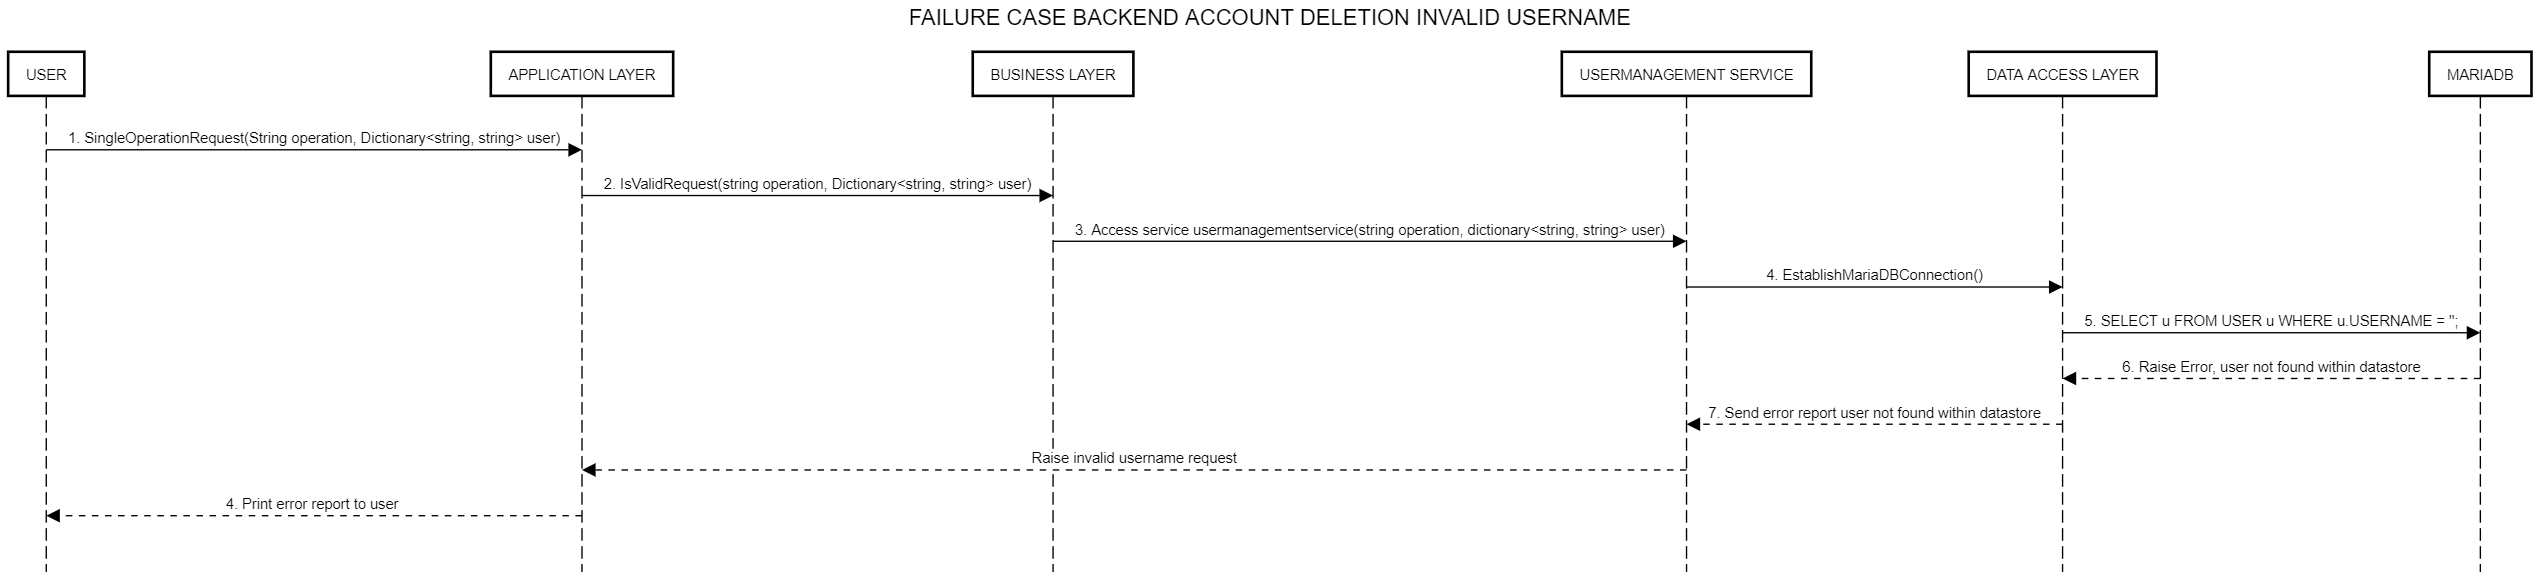 FAILURE CASE BACKEND ACCOUNT DELETION INVALID USERNAME
USER
APPLICATION LAYER
BUSINESS LAYER
USERMANAGEMENT SERVICE
DATA ACCESS LAYER
MARIADB
1. SingleOperationRequest(String operation, Dictionary<string, string> user)
2. IsValidRequest(string operation, Dictionary<string, string> user)
3. Access service usermanagementservice(string operation, dictionary<string, string> user)
4. EstablishMariaDBConnection()
5. SELECT u FROM USER u WHERE u.USERNAME = '';
6. Raise Error, user not found within datastore
7. Send error report user not found within datastore
Raise invalid username request
4. Print error report to user